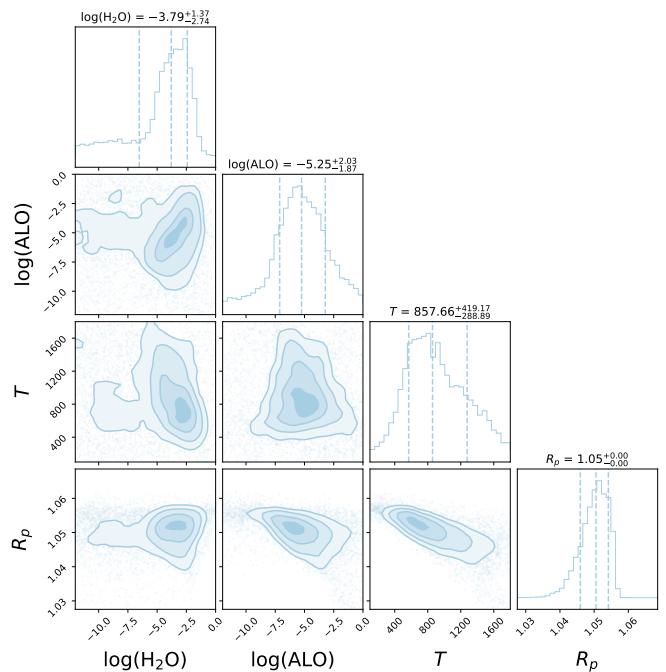 log(H₂O) = −3.79+1.37−2.74
log(ALO) = −5.25+2.03−1.87
T = 857.66+419.17−288.89
Rp = 1.05+0.00−0.00
log(ALO)
0.0
−2.5
−5.0
−7.5
−10.0
T
1600
1200
800
400
Rp
1.06
1.05
1.04
1.03
−10.0 −7.5 −5.0 −2.5 0.0
−10.0 −7.5 −5.0 −2.5 0.0
400 800 1200 1600
1.03 1.04 1.05 1.06
log(H₂O) log(ALO) T Rp